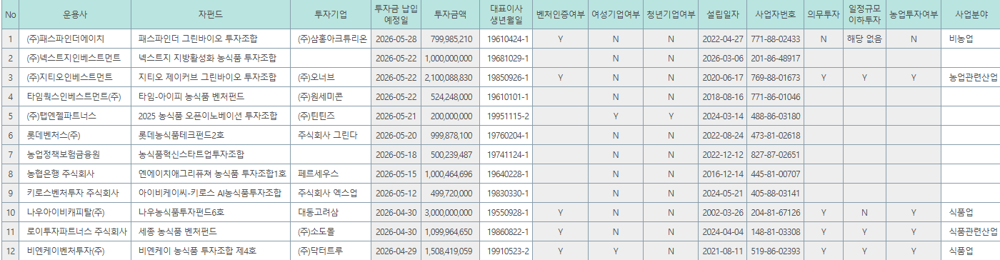 No 운용사 자펀드 투자기업 투자금 납입 예정일 투자금액 대표이사 생년월일 벤처인증여부 여성기업여부 청년기업여부 설립일자 사업자번호 의무투자 일정규모 이하투자 농업투자여부 사업분야
1 (주)패스파인더에이치 패스파인더 그린바이오 투자조합 (주)삼홍아크튜리온 2026-05-28 799,985,210 19610424-1 Y N N 2022-04-27 771-88-02433 N 해당 없음 N 비농업
2 (주)넥스트지인베스트먼트 넥스트지 지방활성화 농식품 투자조합 2026-05-22 1,000,000,000 19681029-1 N N 2026-03-06 201-86-48917
3 (주)지티오인베스트먼트 지티오 제이커브 그린바이오 투자조합 (주)오너브 2026-05-22 2,100,088,830 19850926-1 Y N N 2020-06-17 769-88-01673 Y Y Y 농업관련산업
4 타임웍스인베스트먼트(주) 타임-아이피 농식품 벤처펀드 (주)원세미콘 2026-05-22 524,248,000 19610101-1 N N 2018-08-16 771-86-01046
5 (주)탭엔젤파트너스 2025 농식품 오픈이노베이션 투자조합 (주)틴틴즈 2026-05-21 200,000,000 19951115-2 Y Y 2024-03-14 488-86-03180
6 롯데벤처스(주) 롯데농식품테크펀드2호 주식회사 그린다 2026-05-20 999,878,100 19760204-1 N N 2022-08-24 473-81-02618
7 농업정책보험금융원 농식품혁신스타트업투자조합 2026-05-18 500,239,487 19741124-1 N N 2022-12-12 827-87-02651
8 농협은행 주식회사 엔에이치애그리퓨쳐 농식품 투자조합1호 페르세우스 2026-05-15 1,000,464,696 19640228-1 N N 2016-12-14 445-81-00707
9 키로스벤처투자 주식회사 아이비케이씨-키로스 AI농식품투자조합 주식회사 엑스업 2026-05-12 499,720,000 19830330-1 N N 2024-05-21 405-88-03141
10 나우아이비캐피탈(주) 나우농식품투자펀드6호 대동고려삼 2026-04-30 3,000,000,000 19550928-1 Y N N 2002-03-26 204-81-67126 Y N Y 식품업
11 로이투자파트너스 주식회사 세종 농식품 벤처펀드 (주)소도몰 2026-04-30 1,099,964,650 19860822-1 Y N N 2024-04-04 148-81-03308 Y Y Y 식품관련산업
12 비엔케이벤처투자(주) 비엔케이 농식품 투자조합 제4호 (주)닥터트루 2026-04-29 1,508,419,059 19910523-2 Y Y N 2021-08-11 519-86-02393 Y Y Y 식품업